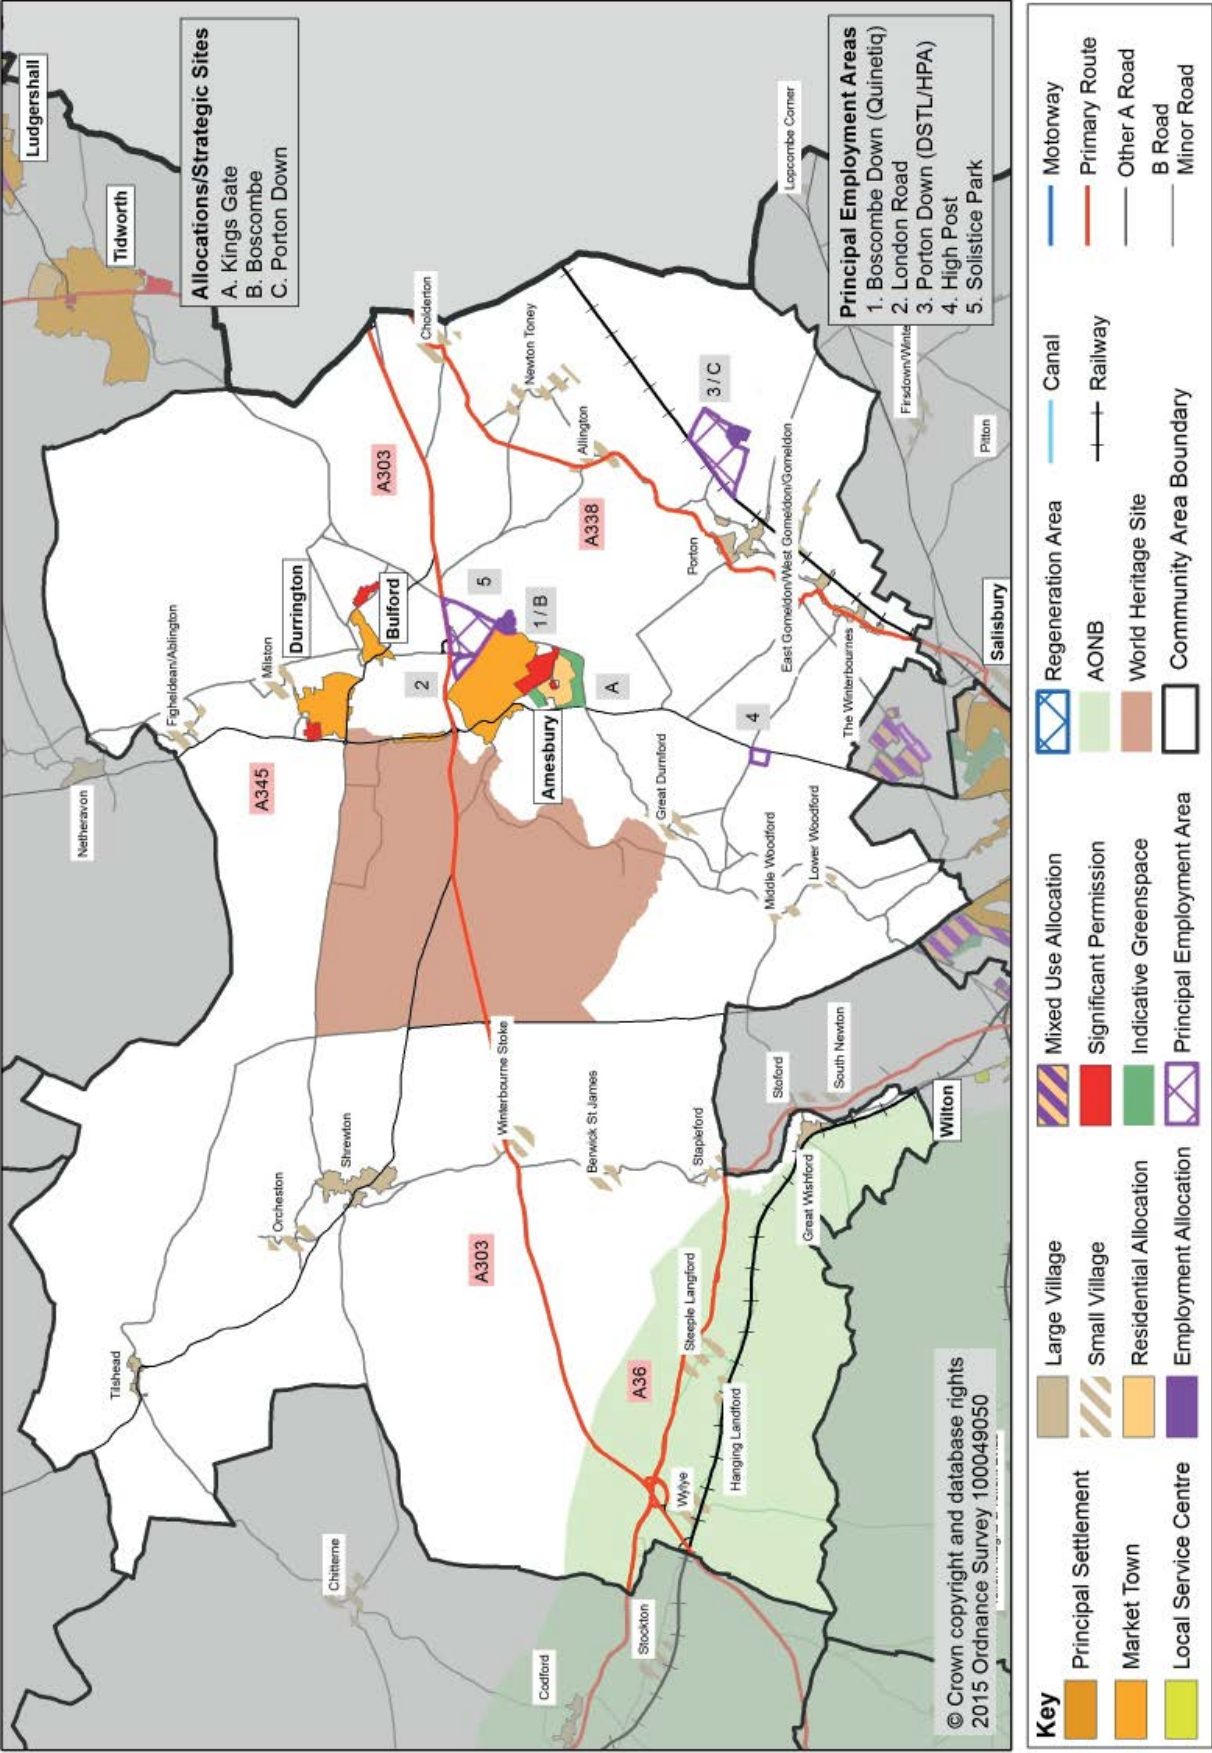 Ludgershall
Tidworth
Allocations/Strategic Sites
A. Kings Gate
B. Boscombe
C. Porton Down
Netheravon
Figheldean/Ablington
Milston
Durrington
Bulford
A345
A303
Cholderton
Newton Toney
Allington
A338
Tilshead
Orcheston
Shrewton
Chitterne
2
5
1 / B
A
Amesbury
Winterbourne Stoke
A303
Berwick St James
Great Durnford
4
Porton
3 / C
Lopcombe Corner
East Gomeldon/West Gomeldon/Gomeldon
The Winterbournes
Middle Woodford
Lower Woodford
Stapleford
Stoford
South Newton
Great Wishford
Wilton
Steeple Langford
A36
Hanging Landford
Wylye
Stockton
Codford
Salisbury
Firsdown/Winte
Pitton
Principal Employment Areas
1. Boscombe Down (Quinetiq)
2. London Road
3. Porton Down (DSTL/HPA)
4. High Post
5. Solistice Park
© Crown copyright and database rights
2015 Ordnance Survey 100049050
Key
Principal Settlement
Market Town
Local Service Centre
Large Village
Small Village
Residential Allocation
Employment Allocation
Mixed Use Allocation
Significant Permission
Indicative Greenspace
Principal Employment Area
Regeneration Area
AONB
World Heritage Site
Community Area Boundary
Canal
Railway
Motorway
Primary Route
Other A Road
B Road
Minor Road